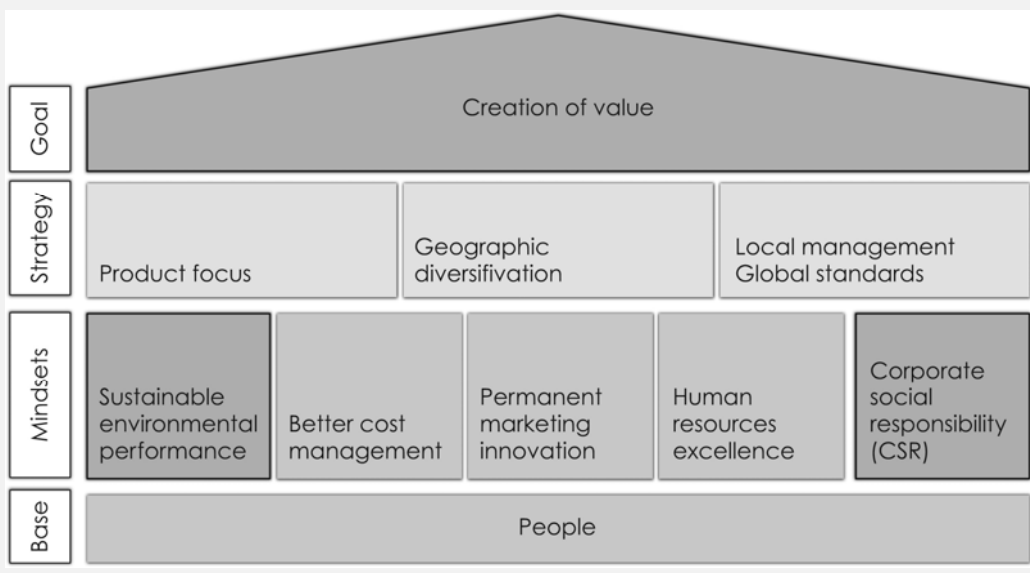 Goal
Creation of value
Strategy
Product focus
Geographic
diversifivation
Local management
Global standards
Mindsets
Sustainable
environmental
performance
Better cost
management
Permanent
marketing
innovation
Human
resources
excellence
Corporate
social
responsibility
(CSR)
Base
People